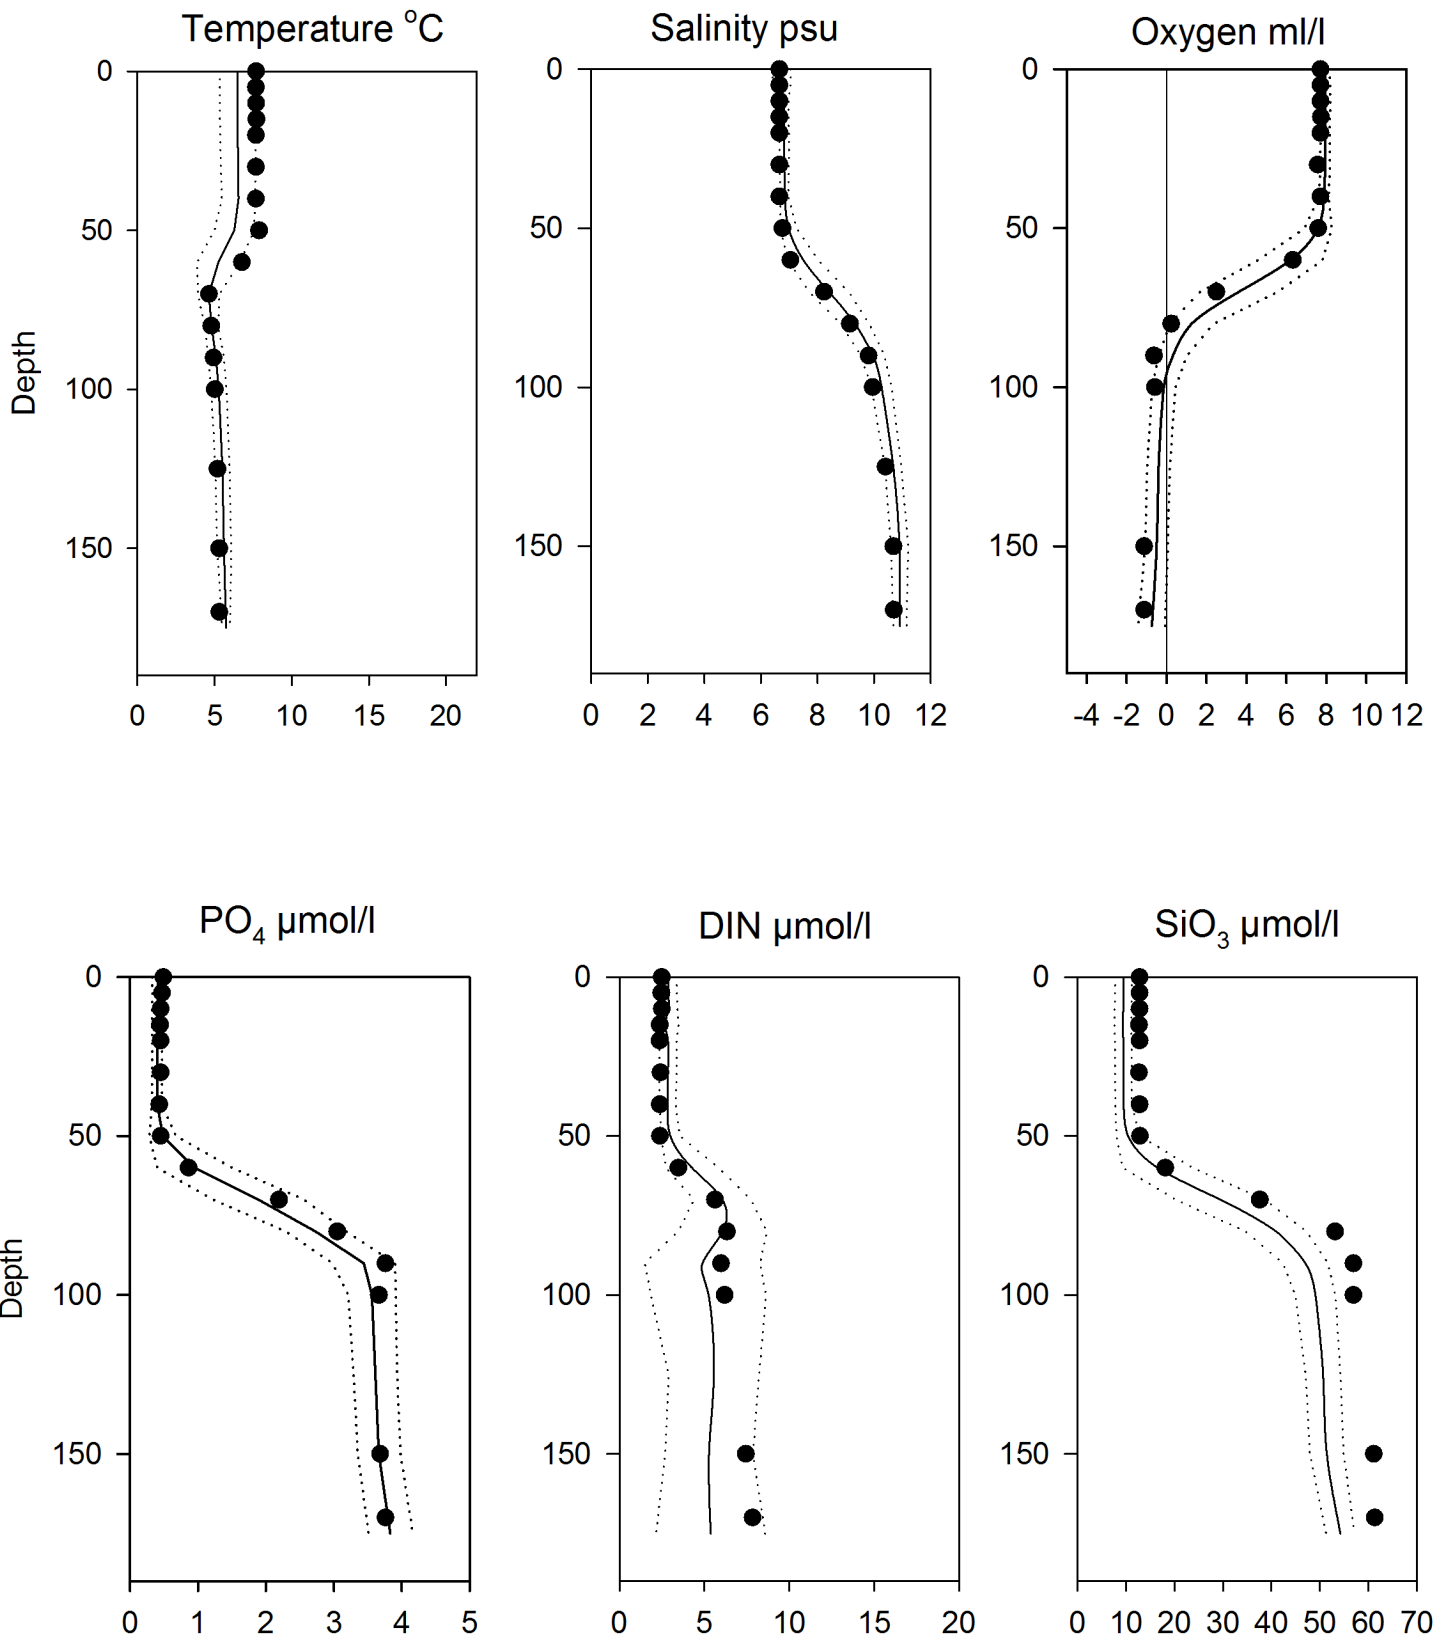 Temperature °C
Salinity psu
Oxygen ml/l
0
50
100
150
Depth
0 5 10 15 20
0
50
100
150
0 2 4 6 8 10 12
0
50
100
150
-4 -2 0 2 4 6 8 10 12
PO4 µmol/l
DIN µmol/l
SiO3 µmol/l
0
50
100
150
Depth
0 1 2 3 4 5
0
50
100
150
0 5 10 15 20
0
50
100
150
0 10 20 30 40 50 60 70